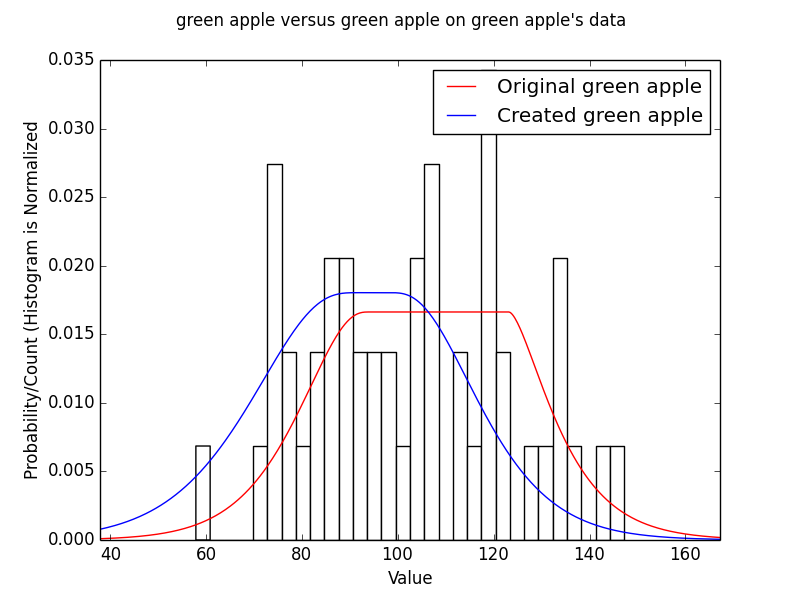 green apple versus green apple on green apple's data
0.035
0.030
0.025
0.020
0.015
0.010
0.005
0.000
Probability/Count (Histogram is Normalized
Original green apple
Created green apple
40 60 80 100 120 140 160
Value